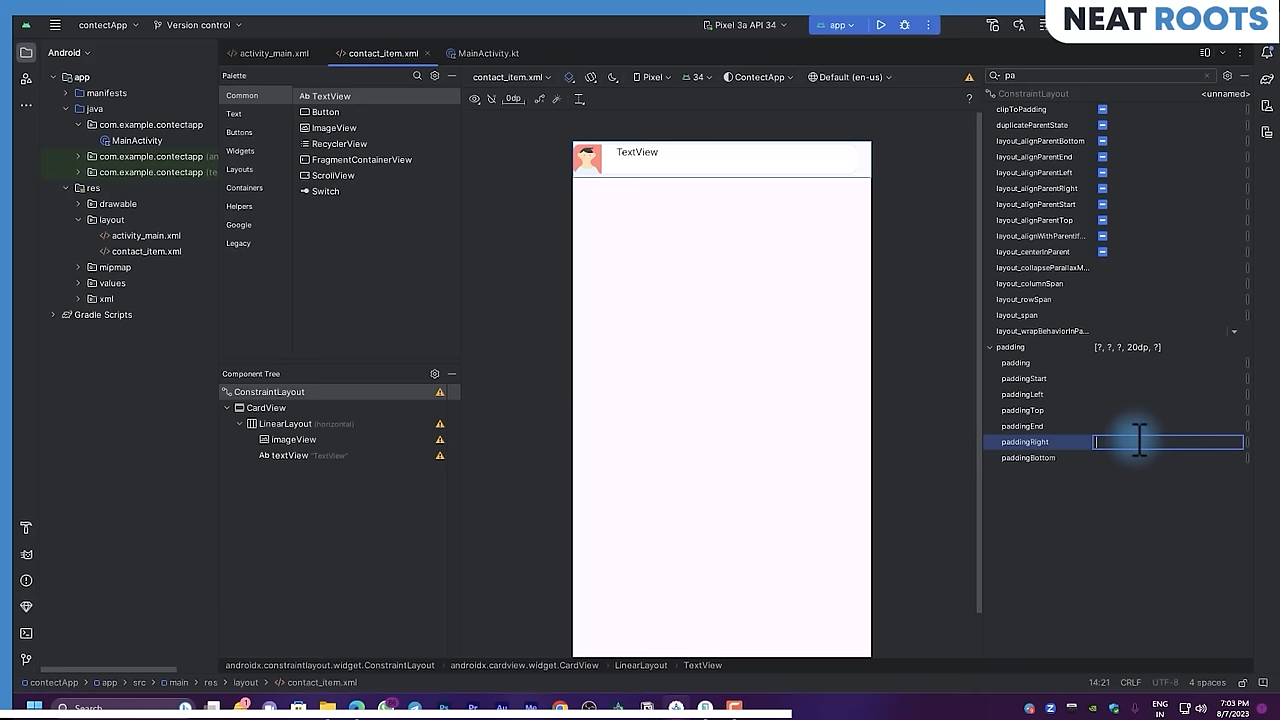 NEAT ROOTS
contectApp
Version control
Pixel 3a API 34
app
Android
activity_main.xml
contact_item.xml
MainActivity.kt
app
manifests
java
com.example.contectapp
MainActivity
com.example.contectapp
com.example.contectapp
res
drawable
layout
activity_main.xml
contact_item.xml
mipmap
values
xml
Gradle Scripts
Palette
Common
Text
Buttons
Widgets
Layouts
Containers
Helpers
Google
Legacy
Ab TextView
Button
ImageView
RecyclerView
FragmentContainerView
ScrollView
Switch
Component Tree
ConstraintLayout
CardView
LinearLayout (horizontal)
imageView
Ab textView "TextView"
contact_item.xml
Pixel
34
ContectApp
Default (en-us)
0dp
?
TextView
pa
ConstraintLayout
<unnamed>
clipToPadding
duplicateParentState
layout_alignParentBottom
layout_alignParentEnd
layout_alignParentLeft
layout_alignParentRight
layout_alignParentStart
layout_alignParentTop
layout_alignWithParentIf...
layout_centerInParent
layout_collapseParallaxM...
layout_columnSpan
layout_rowSpan
layout_span
layout_wrapBehaviorInPa...
padding [?, ?, ?, 20dp, ?]
padding
paddingStart
paddingLeft
paddingTop
paddingEnd
paddingRight
paddingBottom
androidx.constraintlayout.widget.ConstraintLayout
androidx.cardview.widget.CardView
LinearLayout
TextView
contectApp > app > src > main > res > layout > contact_item.xml
14:21 CRLF UTF-8 4 spaces
Search
ENG
IN
7:03 PM
8/7/2023